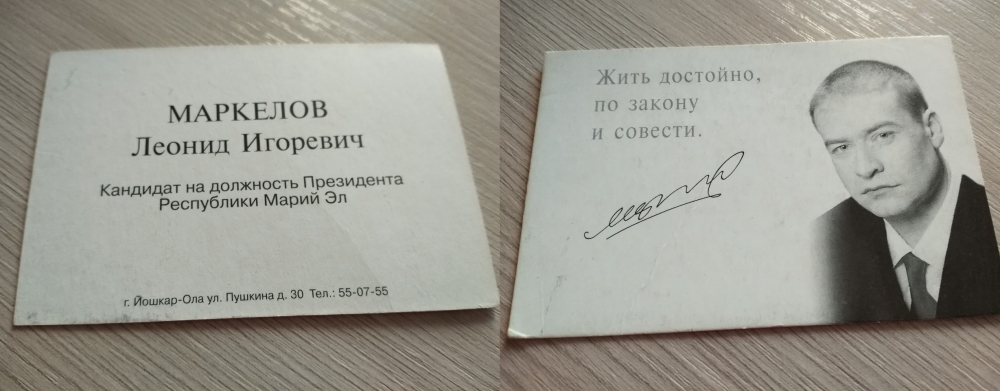 МАРКЕЛОВ
Леонид Игоревич
Кандидат на должность Президента
Республики Марий Эл
г. Йошкар-Ола ул. Пушкина д. 30 Тел.: 55-07-55
Жить достойно,
по закону
и совести.